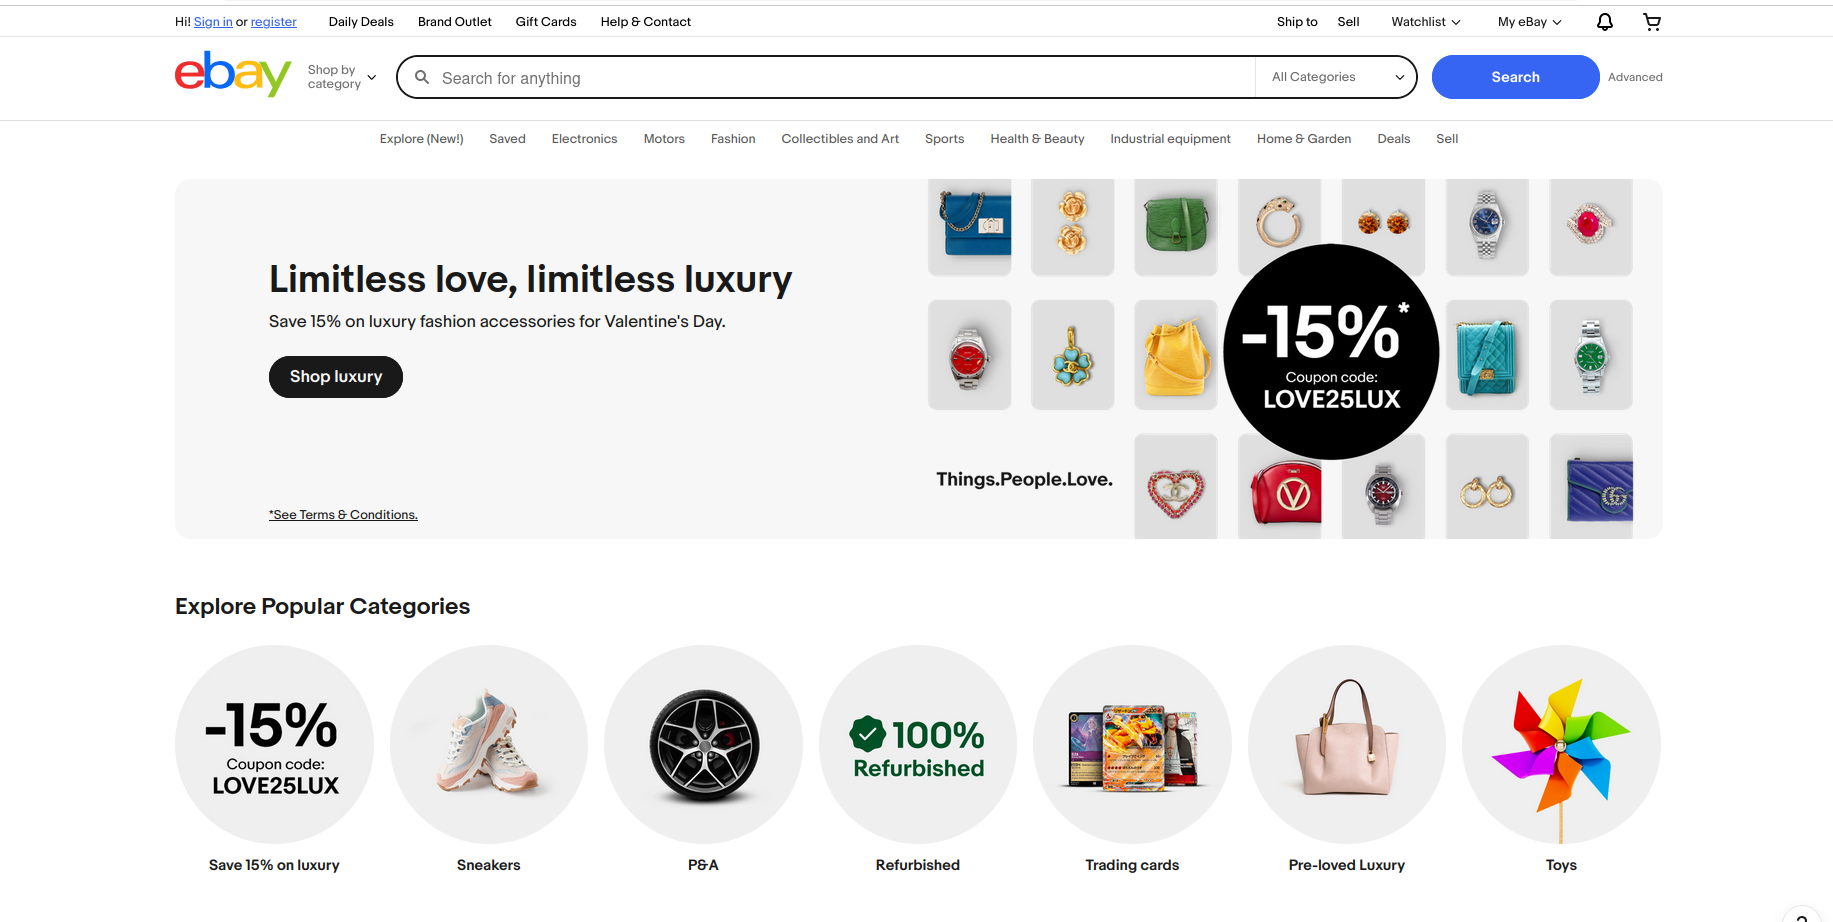 Hi! Sign in or register Daily Deals Brand Outlet Gift Cards Help & Contact Ship to Sell Watchlist My eBay
ebay Shop by category Search for anything All Categories Search Advanced
Explore (New!) Saved Electronics Motors Fashion Collectibles and Art Sports Health & Beauty Industrial equipment Home & Garden Deals Sell
Limitless love, limitless luxury
Save 15% on luxury fashion accessories for Valentine's Day.
Shop luxury
*See Terms & Conditions.
-15%*
Coupon code:
LOVE25LUX
Things.People.Love.
Explore Popular Categories
-15%
Coupon code:
LOVE25LUX
100%
Refurbished
Save 15% on luxury
Sneakers
P&A
Refurbished
Trading cards
Pre-loved Luxury
Toys